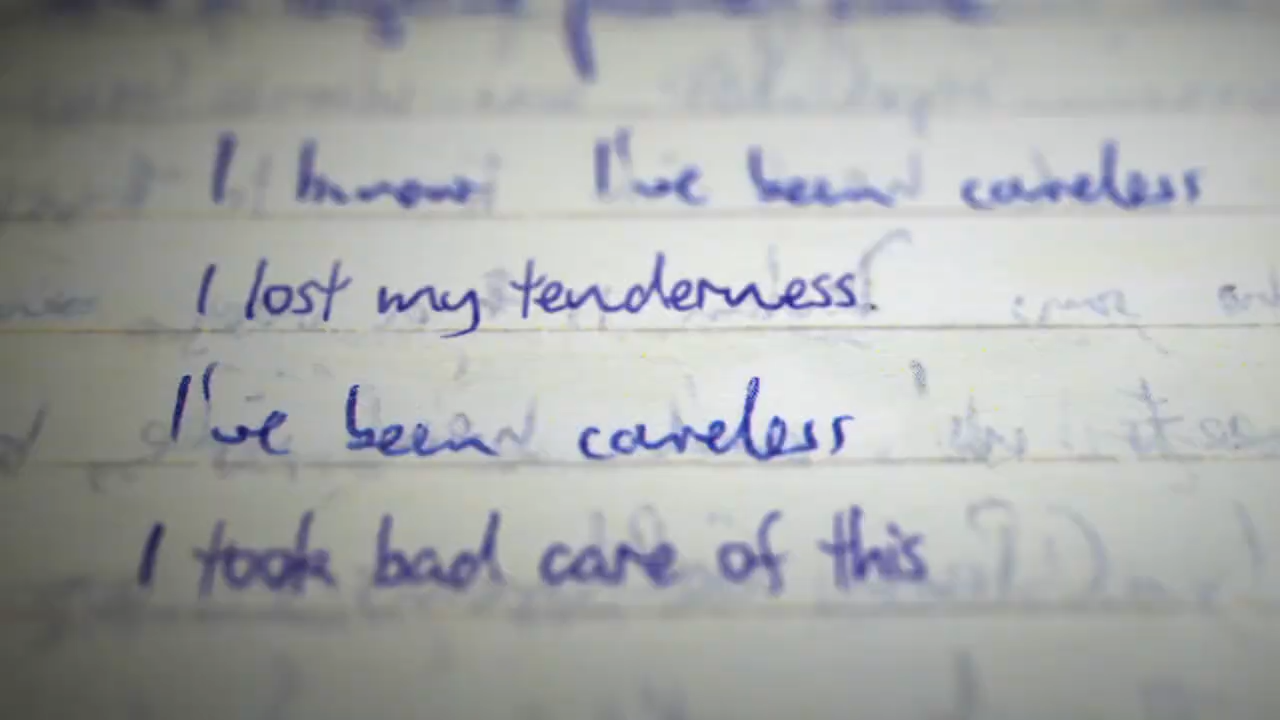 I know I've been careless
I lost my tenderness.
I've been careless
I took bad care of this